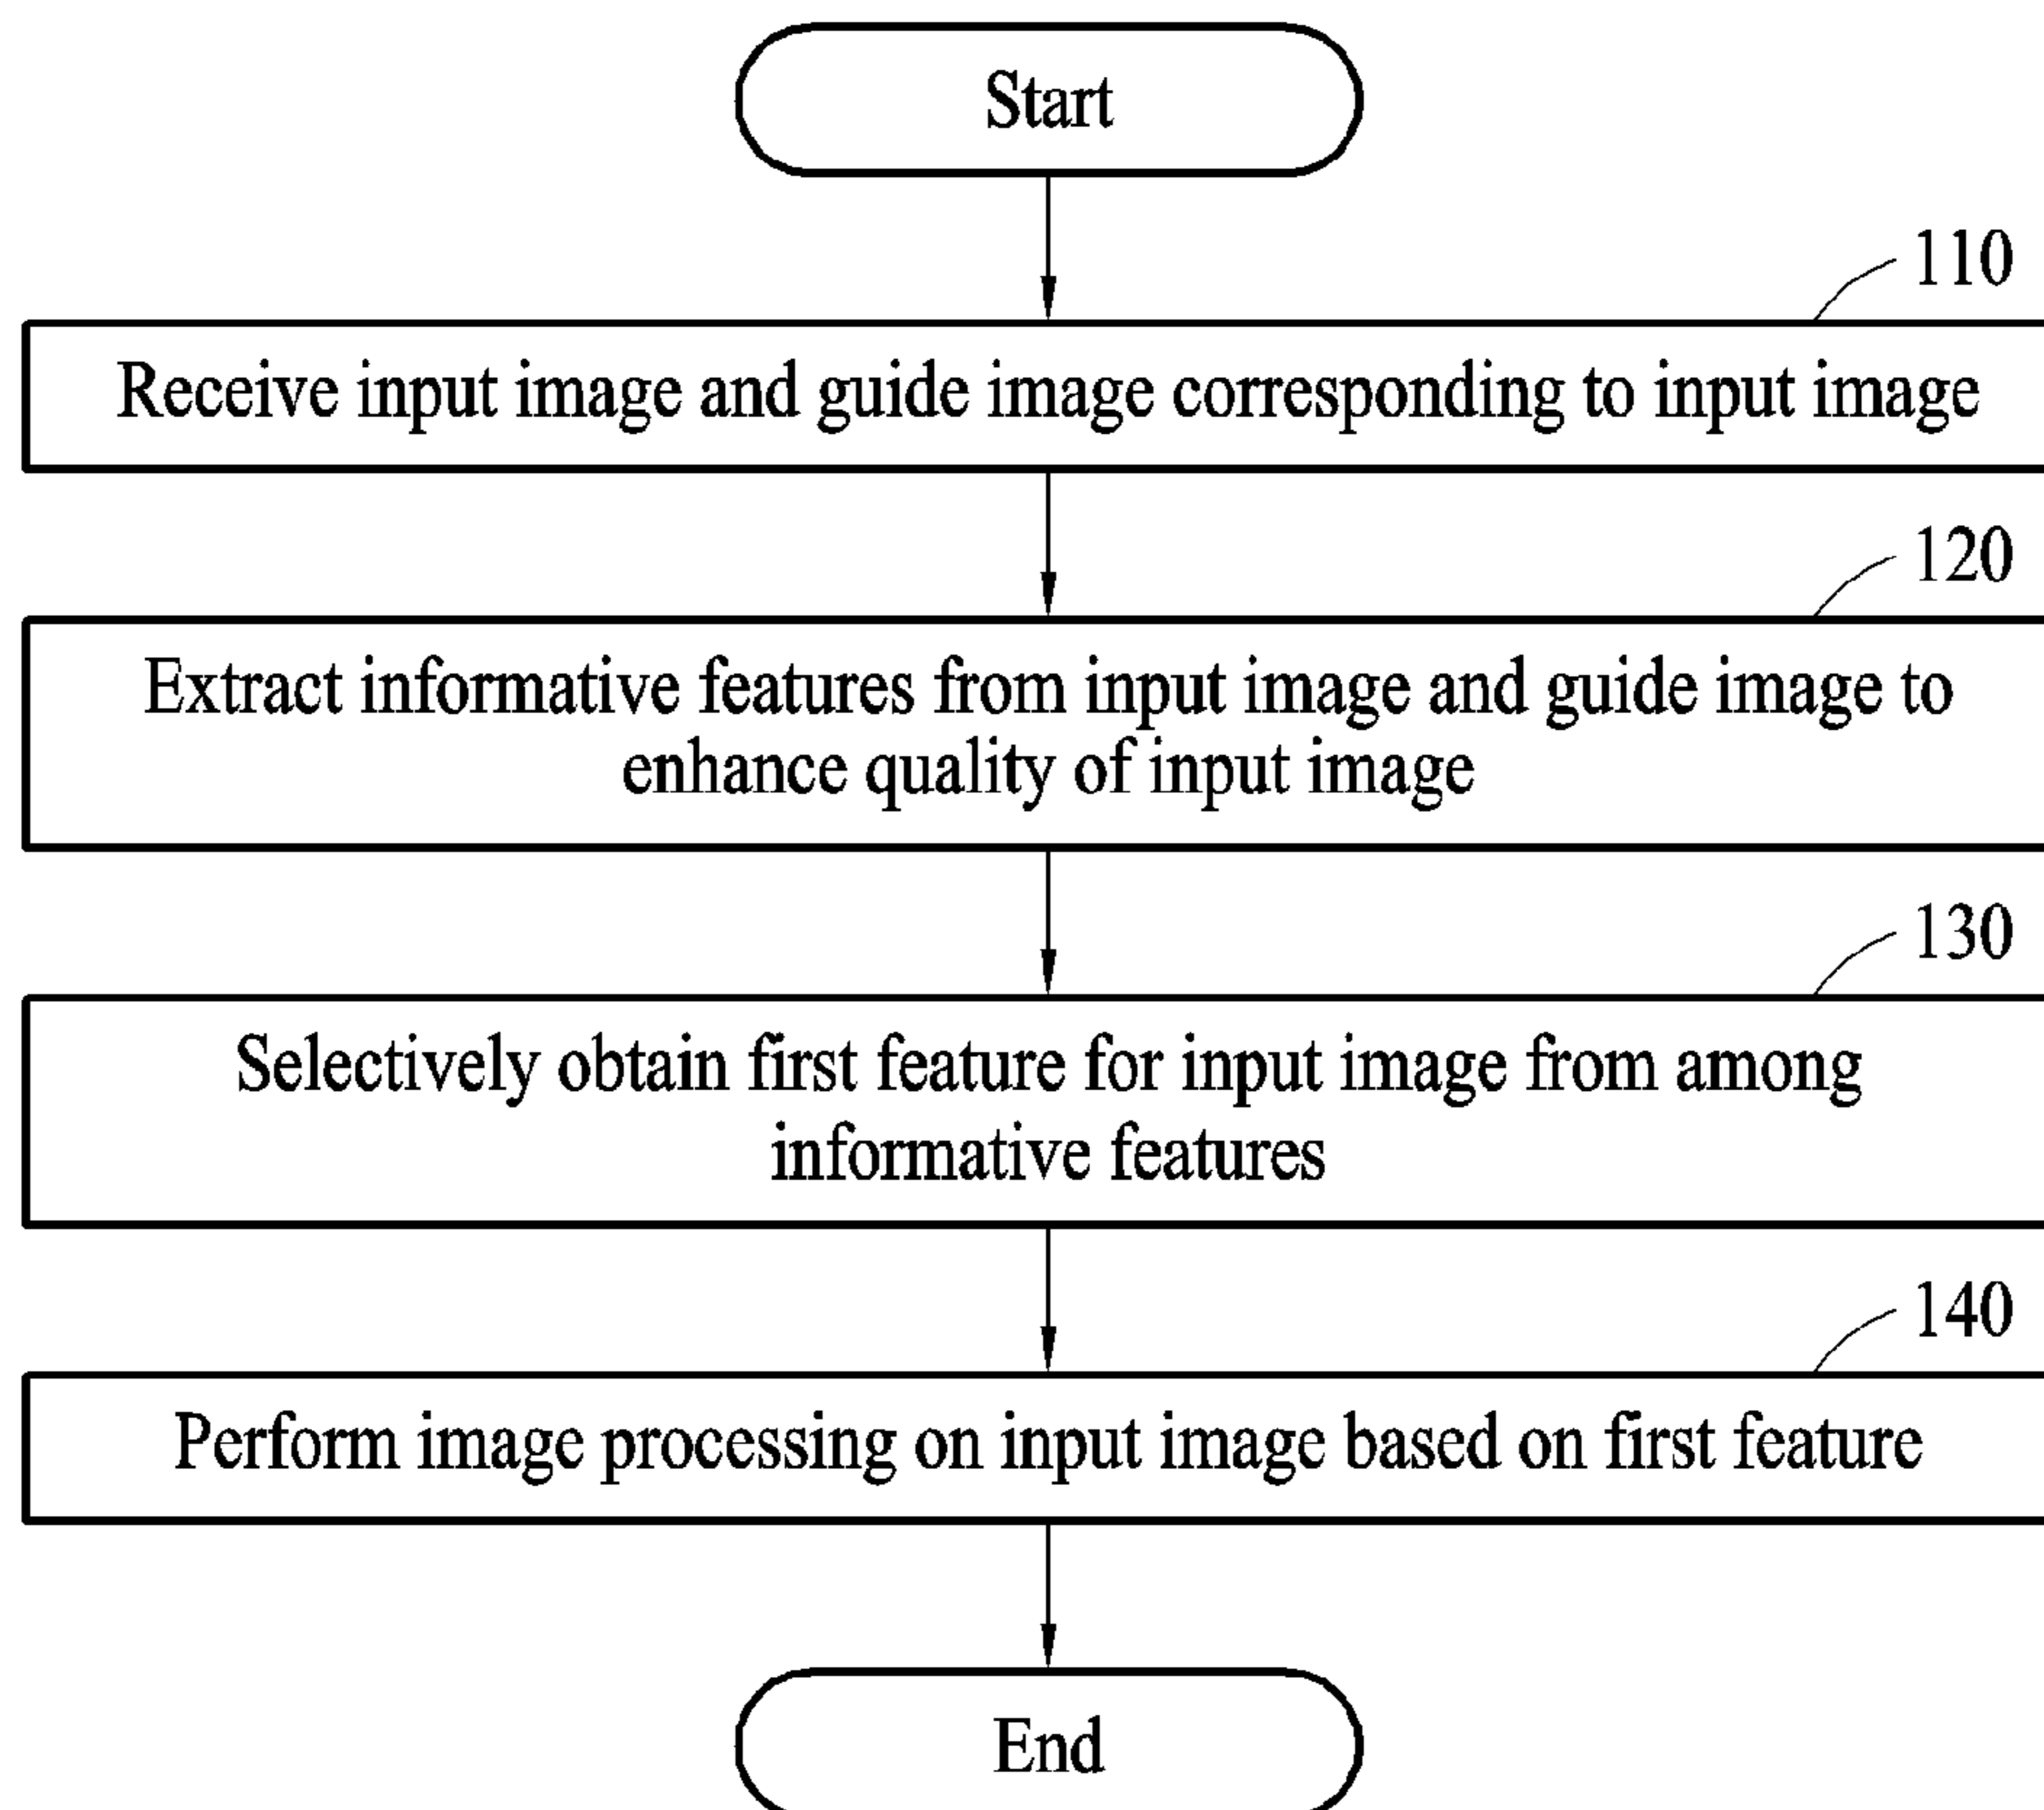 Start
110
Receive input image and guide image corresponding to input image
120
Extract informative features from input image and guide image to
enhance quality of input image
130
Selectively obtain first feature for input image from among
informative features
140
Perform image processing on input image based on first feature
End